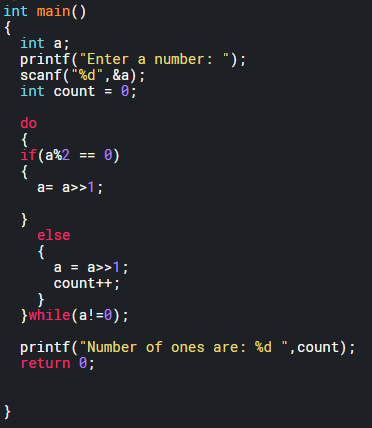 int main()
{
int a;
printf("Enter a number: ");
scanf("%d",&a);
int count = 0;
do
{
if(a%2 == 0)
{
a= a>>1;
}
else
{
a = a>>1;
count++;
}
}while(a!=0);
printf("Number of ones are: %d ",count);
return 0;
}